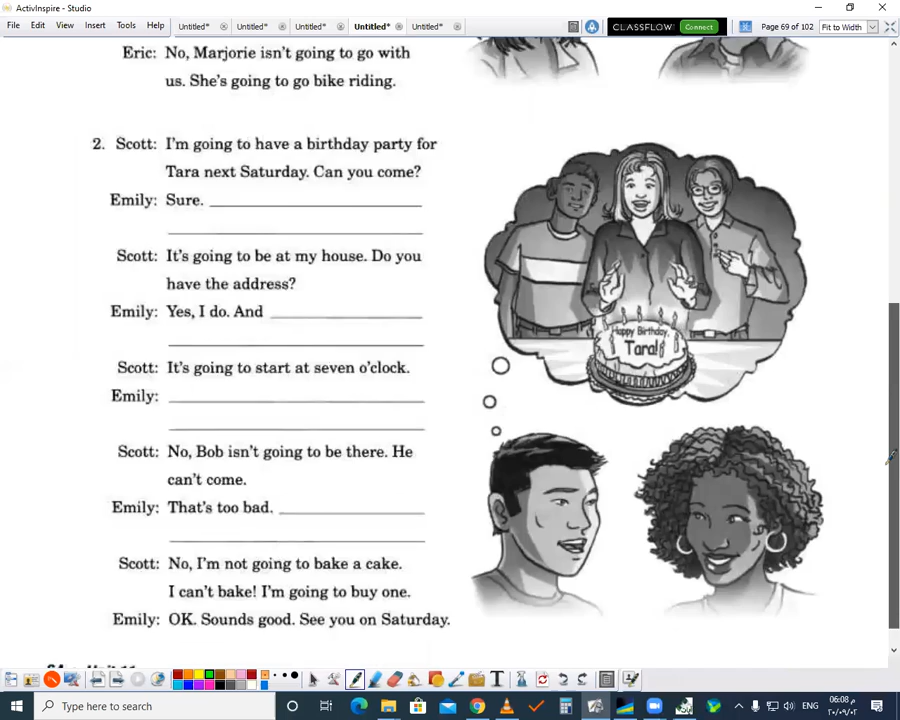 ActivInspire - Studio
File Edit View Insert Tools Help Untitled* Untitled* Untitled* Untitled* Untitled* CLASSFLOW Connect Page 69 of 102 Fit to Width
Eric: No, Marjorie isn't going to go with
us. She's going to go bike riding.
2. Scott: I'm going to have a birthday party for
Tara next Saturday. Can you come?
Emily: Sure.
Scott: It's going to be at my house. Do you
have the address?
Emily: Yes, I do. And
Scott: It's going to start at seven o'clock.
Emily:
Scott: No, Bob isn't going to be there. He
can't come.
Emily: That's too bad.
Scott: No, I'm not going to bake a cake.
I can't bake! I'm going to buy one.
Emily: OK. Sounds good. See you on Saturday.
Happy Birthday,
Tara!
Type here to search
ENG
06:08 م